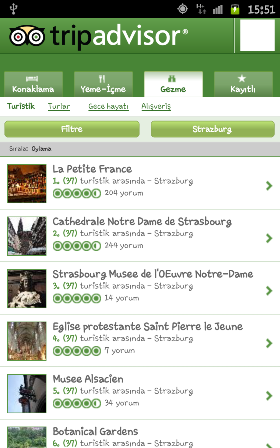 15:51
tripadvisor®
Konaklama
Yeme-İçme
Gezme
Kayıtlı
Turistik Turlar Gece hayatı Alışveriş
Filtre Strazburg
Sırala: Oylama
La Petite France
1. (37) turistik arasında - Strazburg
204 yorum
Cathedrale Notre Dame de Strasbourg
2. (37) turistik arasında - Strazburg
244 yorum
Strasbourg Musee de l'OEuvre Notre-Dame
3. (37) turistik arasında - Strazburg
14 yorum
Eglise protestante Saint Pierre le Jeune
4. (37) turistik arasında - Strazburg
7 yorum
Musee Alsacien
5. (37) turistik arasında - Strazburg
34 yorum
Botanical Gardens
6. (37) turistik arasında - Strazburg